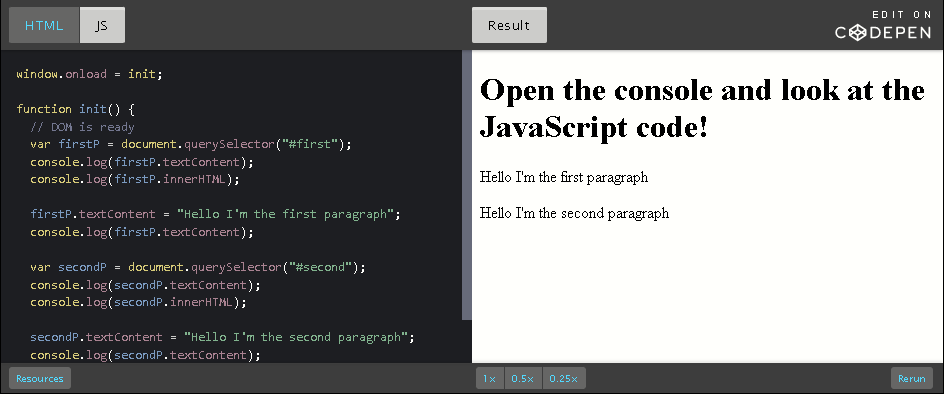 HTML JS
window.onload = init;
function init() {
// DOM is ready
var firstP = document.querySelector("#first");
console.log(firstP.textContent);
console.log(firstP.innerHTML);
firstP.textContent = "Hello I'm the first paragraph";
console.log(firstP.textContent);
var secondP = document.querySelector("#second");
console.log(secondP.textContent);
console.log(secondP.innerHTML);
secondP.textContent = "Hello I'm the second paragraph";
console.log(secondP.textContent);
Resources
Result
EDIT ON
CODEPEN
Open the console and look at the
JavaScript code!
Hello I'm the first paragraph
Hello I'm the second paragraph
1× 0.5× 0.25×
Rerun